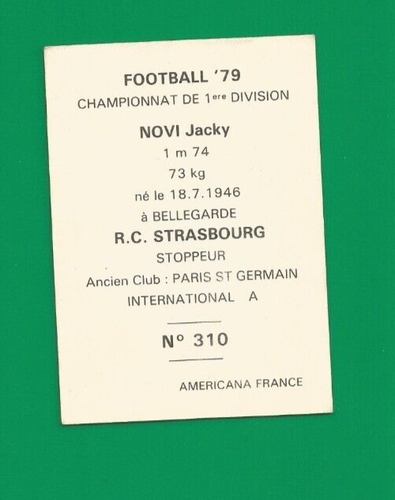 FOOTBALL '79
CHAMPIONNAT DE 1ere DIVISION
NOVI Jacky
1 m 74
73 kg
né le 18.7.1946
à BELLEGARDE
R.C. STRASBOURG
STOPPEUR
Ancien Club : PARIS ST GERMAIN
INTERNATIONAL A
N° 310
AMERICANA FRANCE